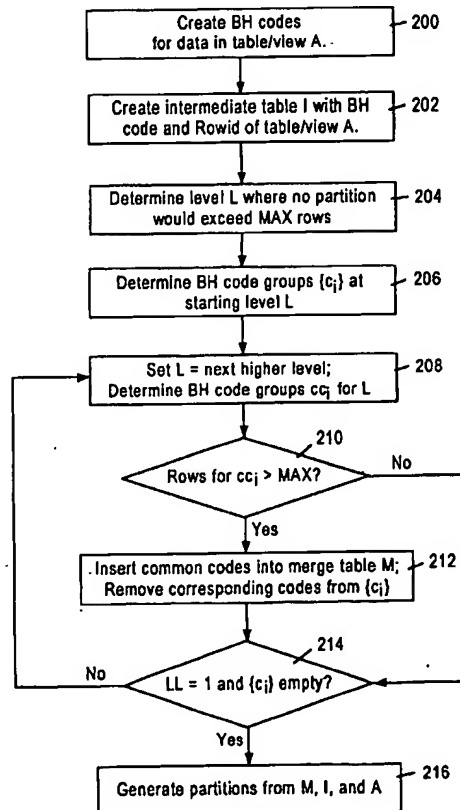 Create BH codes
for data in table/view A.
200
Create intermediate table I with BH
code and Rowid of table/view A.
202
Determine level L where no partition
would exceed MAX rows
204
Determine BH code groups {ci} at
starting level L
206
Set L = next higher level;
Determine BH code groups cci for L
208
210
Rows for cci > MAX?
No
Yes
Insert common codes into merge table M;
Remove corresponding codes from {ci}
212
214
No
LL = 1 and {ci} empty?
Yes
Generate partitions from M, I, and A
216